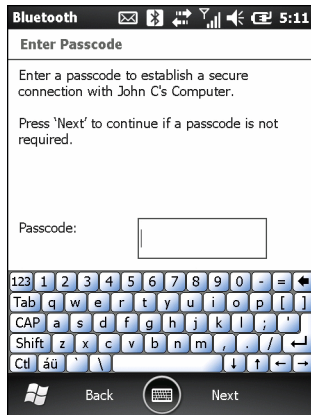 Bluetooth 5:11
Enter Passcode
Enter a passcode to establish a secure
connection with John C's Computer.
Press 'Next' to continue if a passcode is not
required.
Passcode:
123 1 2 3 4 5 6 7 8 9 0 - =
Tab q w e r t y u i o p [ ]
CAP a s d f g h j k l ; '
Shift z x c v b n m , . /
Ctl áü ` \
Back Next